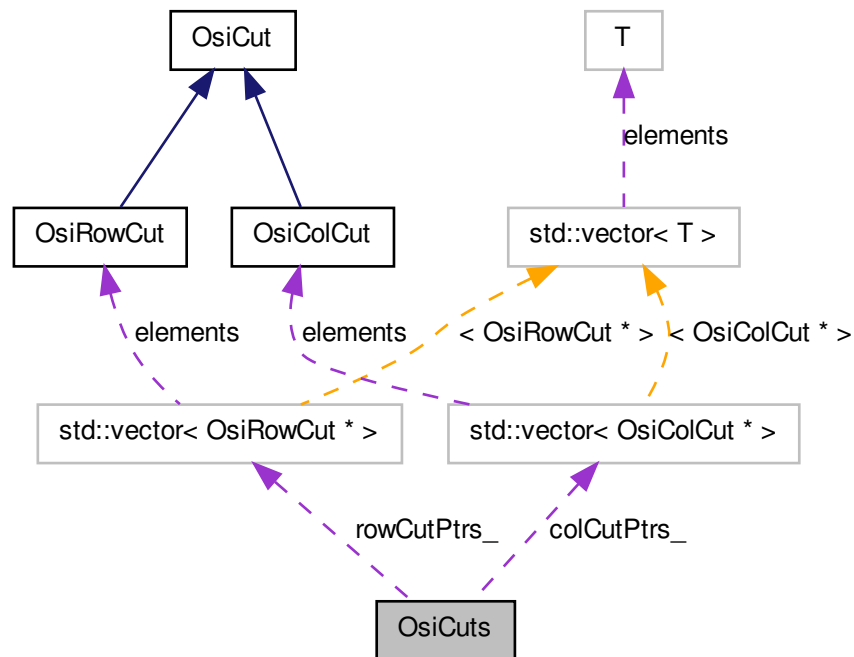 OsiCut
T
elements
OsiRowCut
OsiColCut
std::vector< T >
elements
elements
< OsiRowCut * >
< OsiColCut * >
std::vector< OsiRowCut * >
std::vector< OsiColCut * >
rowCutPtrs_
colCutPtrs_
OsiCuts